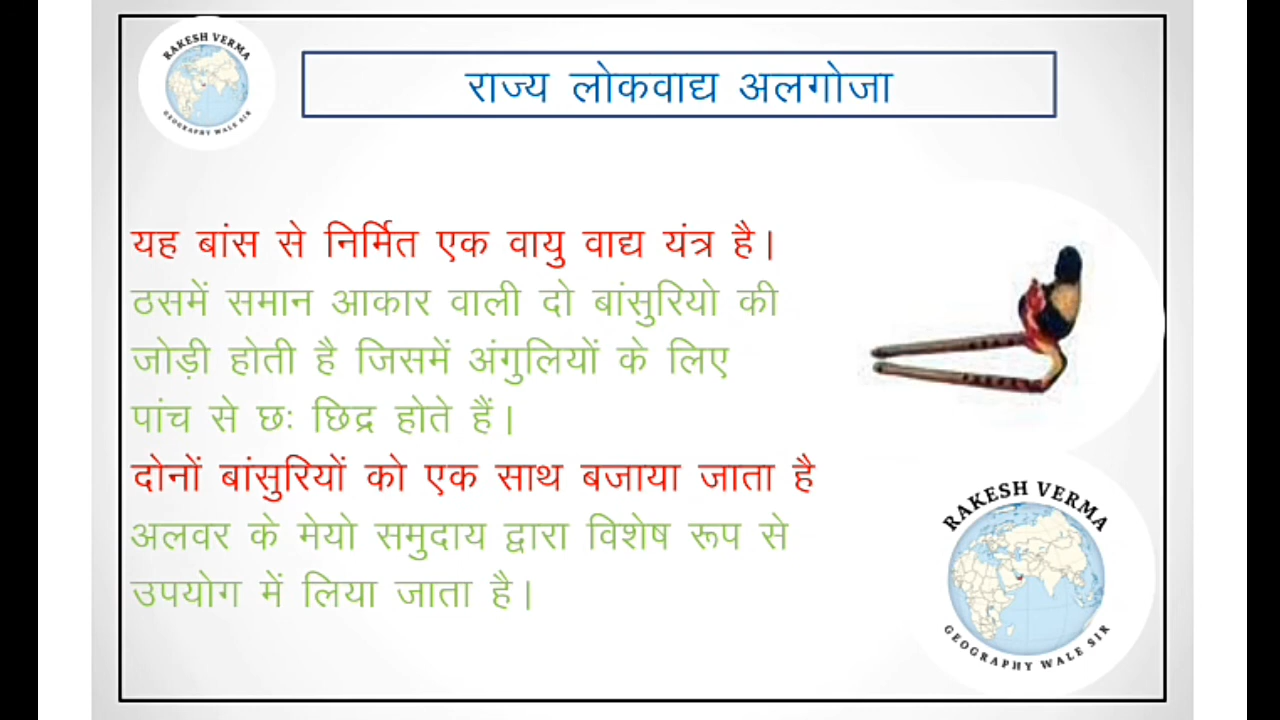 RAKESH VERMA
GEOGRAPHY WALE SIR
राज्य लोकवाद्य अलगोजा
यह बांस से निर्मित एक वायु वाद्य यंत्र है।
ठसमें समान आकार वाली दो बांसुरियो की
जोड़ी होती है जिसमें अंगुलियों के लिए
पांच से छः छिद्र होते हैं।
दोनों बांसुरियों को एक साथ बजाया जाता है
अलवर के मेयो समुदाय द्वारा विशेष रूप से
उपयोग में लिया जाता है।
RAKESH VERMA
GEOGRAPHY WALE SIR